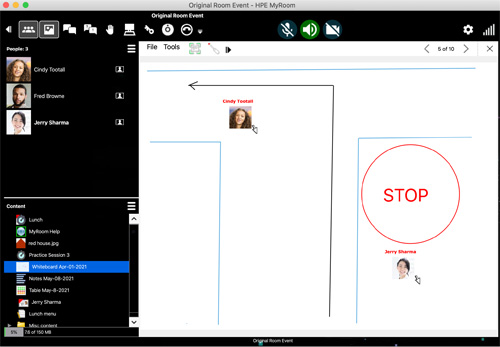 Original Room Event - HPE MyRoom
Original Room Event
People: 3
File Tools
5 of 10
Cindy Tootall
Fred Browne
Jerry Sharma
Cindy Tootall
STOP
Jerry Sharma
Content
Lunch
MyRoom Help
red house.jpg
Practice Session 3
Whiteboard Apr-01-2021
Notes May-08-2021
Table May-8-2021
Jerry Sharma
Lunch menu
Misc content
5% 7.6 of 150 MB
Original Room Event